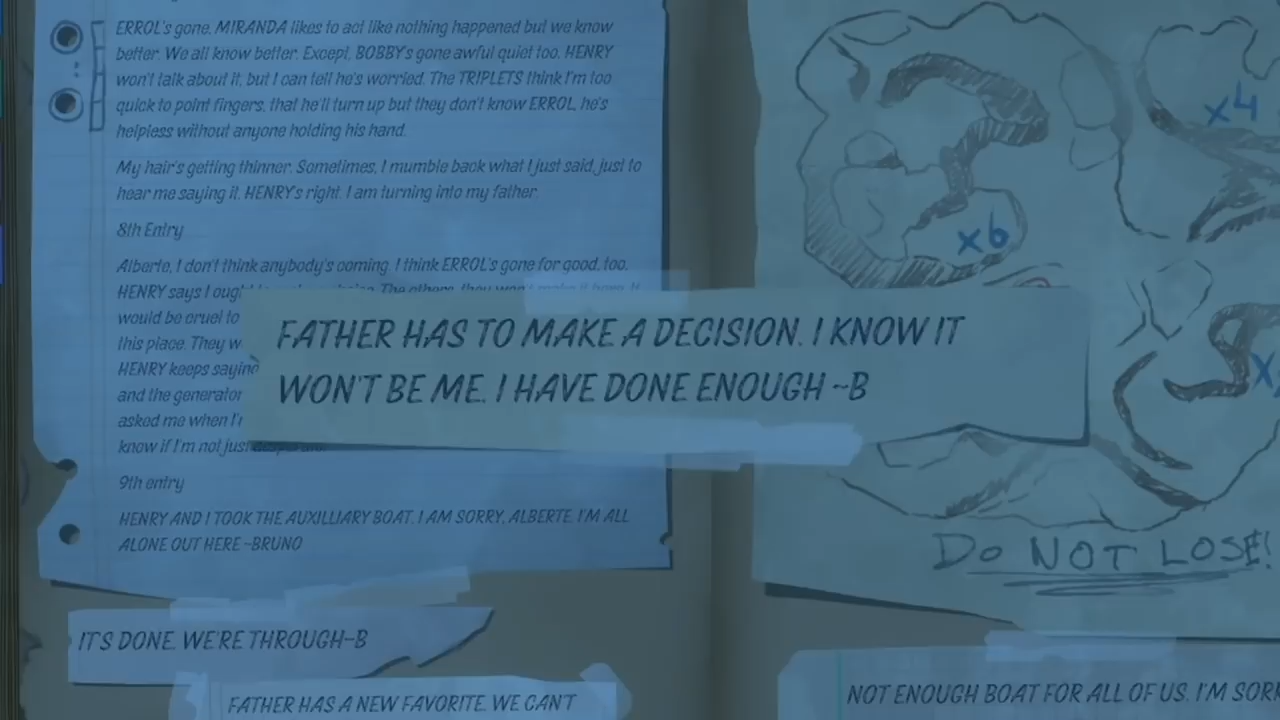 ERROL's gone. MIRANDA likes to act like nothing happened but we know
better. We all know better. Except, BOBBY's gone awful quiet too. HENRY
won't talk about it, but I can tell he's worried. The TRIPLETS think I'm too
quick to point fingers, that he'll turn up but they don't know ERROL, he's
helpless without anyone holding his hand.
My hair's getting thinner. Sometimes, I mumble back what I just said, just to
hear me saying it. HENRY's right. I am turning into my father.
8th Entry
Alberte, I don't think anybody's coming. I think ERROL's gone for good, too.
HENRY says I ough
would be cruel to
this place. They w
HENRY keeps saying
and the generator
asked me when I'
know if I'm not just
9th entry
HENRY AND I TOOK THE AUXILLIARY BOAT. I AM SORRY, ALBERTE. I'M ALL
ALONE OUT HERE ~BRUNO
FATHER HAS TO MAKE A DECISION. I KNOW IT
WON'T BE ME. I HAVE DONE ENOUGH ~B
IT'S DONE. WE'RE THROUGH~B
FATHER HAS A NEW FAVORITE. WE CAN'T
x4
x6
x
DO NOT LOSE!
NOT ENOUGH BOAT FOR ALL OF US. I'M SOR